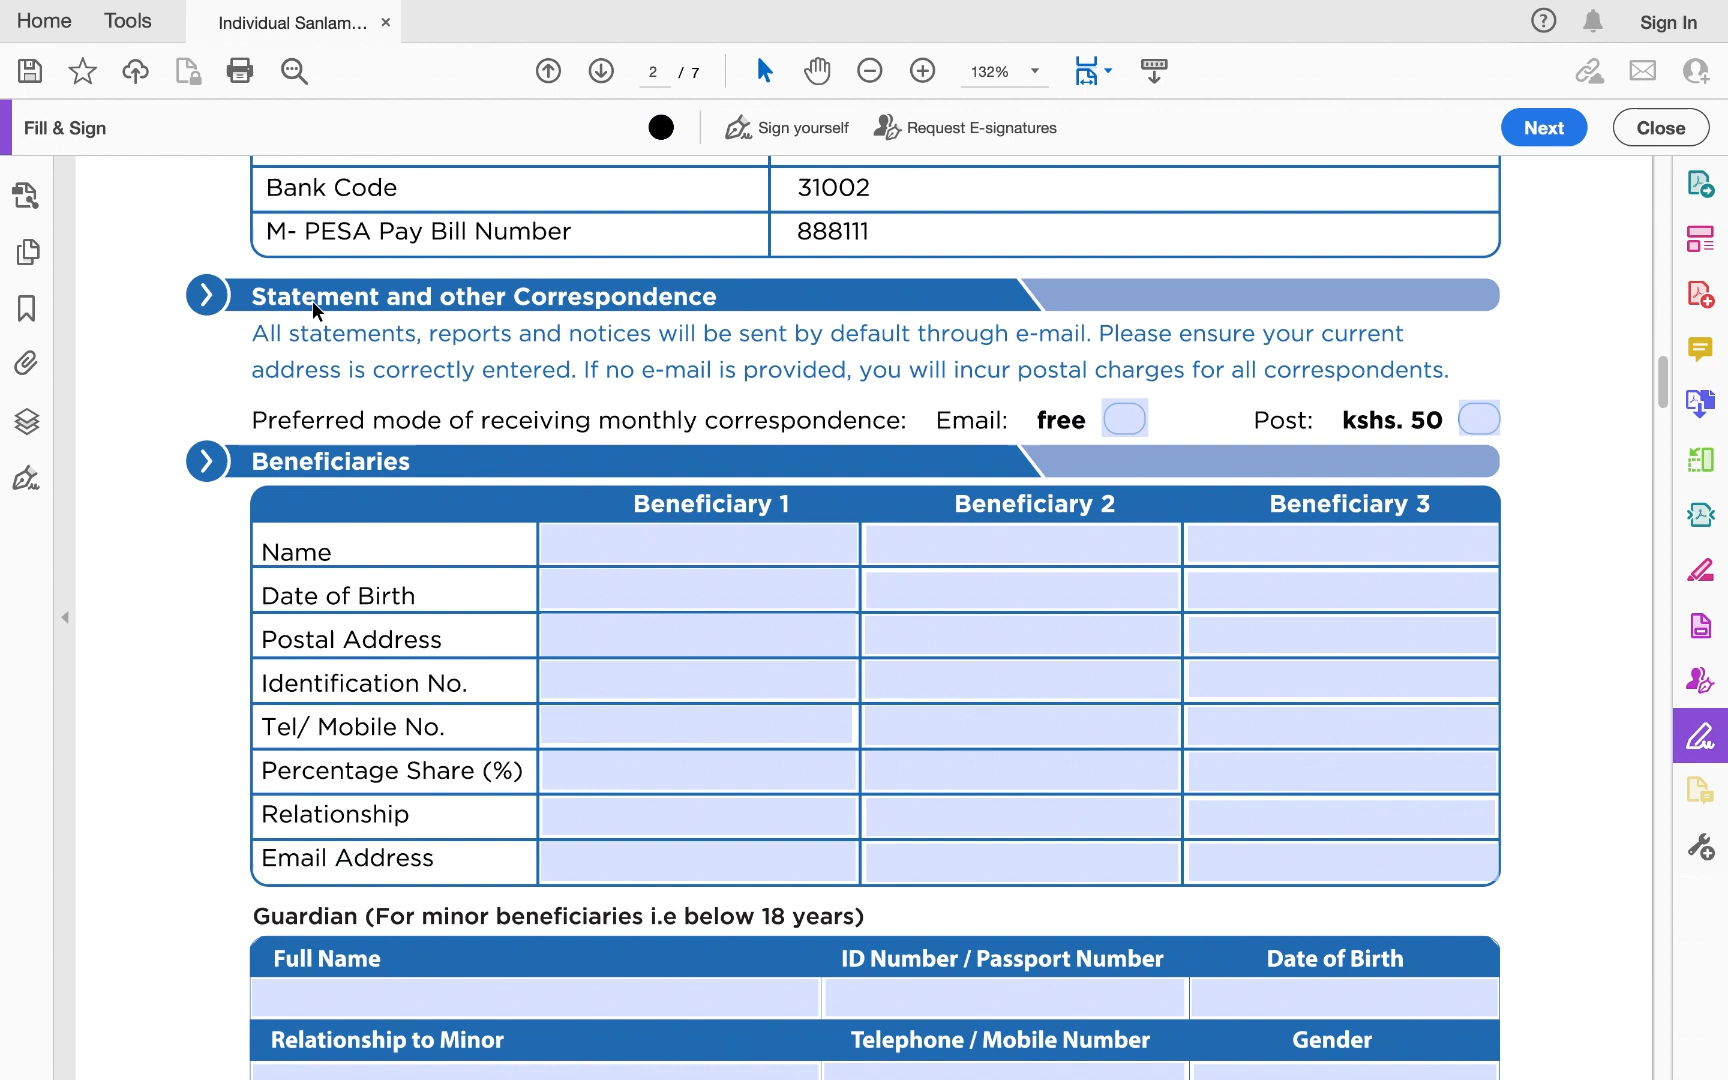 Home Tools Individual Sanlam... × Sign In
2 / 7 132%
Fill & Sign Sign yourself Request E-signatures Next Close
Bank Code 31002
M- PESA Pay Bill Number 888111
Statement and other Correspondence
All statements, reports and notices will be sent by default through e-mail. Please ensure your current
address is correctly entered. If no e-mail is provided, you will incur postal charges for all correspondents.
Preferred mode of receiving monthly correspondence: Email: free Post: kshs. 50
Beneficiaries
Beneficiary 1 Beneficiary 2 Beneficiary 3
Name
Date of Birth
Postal Address
Identification No.
Tel/ Mobile No.
Percentage Share (%)
Relationship
Email Address
Guardian (For minor beneficiaries i.e below 18 years)
Full Name ID Number / Passport Number Date of Birth
Relationship to Minor Telephone / Mobile Number Gender